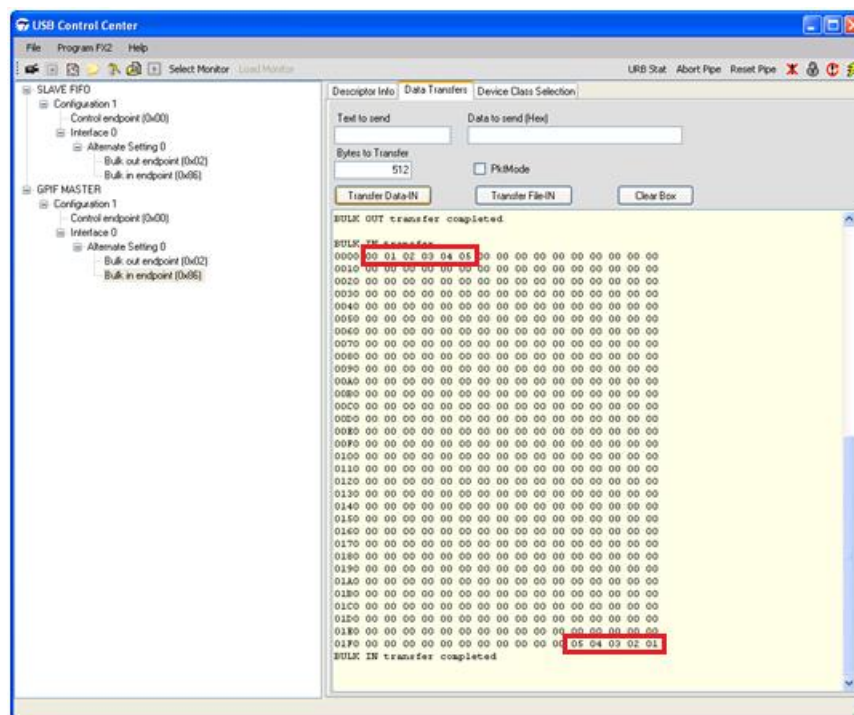 USB Control Center
File Program FX2 Help
Select Monitor Load Monitor URB Stat Abort Pipe Reset Pipe
SLAVE FIFO
Configuration 1
Control endpoint (0x00)
Interface 0
Alternate Setting 0
Bulk out endpoint (0x02)
Bulk in endpoint (0x86)
GPIF MASTER
Configuration 1
Control endpoint (0x00)
Interface 0
Alternate Setting 0
Bulk out endpoint (0x02)
Bulk in endpoint (0x86)
Descriptor Info Data Transfers Device Class Selection
Text to send Data to send (Hex)
Bytes to Transfer
512 PktMode
Transfer Data-IN Transfer File-IN Clear Box
BULK OUT transfer completed
BULK IN transfer
0000 00 01 02 03 04 05 00 00 00 00 00 00 00 00 00 00
0010 00 00 00 00 00 00 00 00 00 00 00 00 00 00 00 00
0020 00 00 00 00 00 00 00 00 00 00 00 00 00 00 00 00
0030 00 00 00 00 00 00 00 00 00 00 00 00 00 00 00 00
0040 00 00 00 00 00 00 00 00 00 00 00 00 00 00 00 00
0050 00 00 00 00 00 00 00 00 00 00 00 00 00 00 00 00
0060 00 00 00 00 00 00 00 00 00 00 00 00 00 00 00 00
0070 00 00 00 00 00 00 00 00 00 00 00 00 00 00 00 00
0080 00 00 00 00 00 00 00 00 00 00 00 00 00 00 00 00
0090 00 00 00 00 00 00 00 00 00 00 00 00 00 00 00 00
00A0 00 00 00 00 00 00 00 00 00 00 00 00 00 00 00 00
00B0 00 00 00 00 00 00 00 00 00 00 00 00 00 00 00 00
00C0 00 00 00 00 00 00 00 00 00 00 00 00 00 00 00 00
00D0 00 00 00 00 00 00 00 00 00 00 00 00 00 00 00 00
00E0 00 00 00 00 00 00 00 00 00 00 00 00 00 00 00 00
00F0 00 00 00 00 00 00 00 00 00 00 00 00 00 00 00 00
0100 00 00 00 00 00 00 00 00 00 00 00 00 00 00 00 00
0110 00 00 00 00 00 00 00 00 00 00 00 00 00 00 00 00
0120 00 00 00 00 00 00 00 00 00 00 00 00 00 00 00 00
0130 00 00 00 00 00 00 00 00 00 00 00 00 00 00 00 00
0140 00 00 00 00 00 00 00 00 00 00 00 00 00 00 00 00
0150 00 00 00 00 00 00 00 00 00 00 00 00 00 00 00 00
0160 00 00 00 00 00 00 00 00 00 00 00 00 00 00 00 00
0170 00 00 00 00 00 00 00 00 00 00 00 00 00 00 00 00
0180 00 00 00 00 00 00 00 00 00 00 00 00 00 00 00 00
0190 00 00 00 00 00 00 00 00 00 00 00 00 00 00 00 00
01A0 00 00 00 00 00 00 00 00 00 00 00 00 00 00 00 00
01B0 00 00 00 00 00 00 00 00 00 00 00 00 00 00 00 00
01C0 00 00 00 00 00 00 00 00 00 00 00 00 00 00 00 00
01D0 00 00 00 00 00 00 00 00 00 00 00 00 00 00 00 00
01E0 00 00 00 00 00 00 00 00 00 00 00 00 00 00 00 00
01F0 00 00 00 00 00 00 00 00 00 00 00 05 04 03 02 01
BULK IN transfer completed